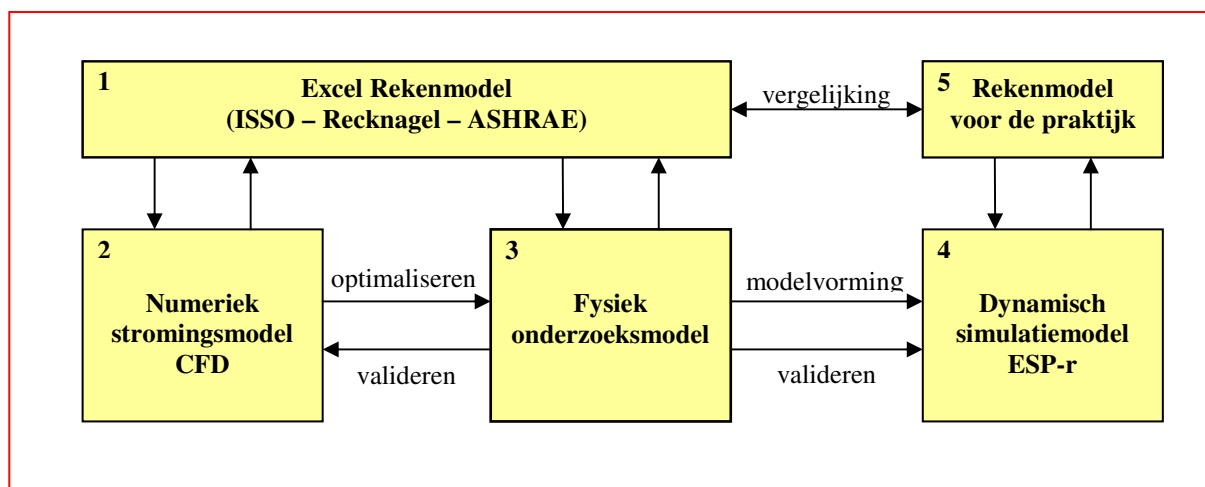 1
Excel Rekenmodel
(ISSO – Recknagel – ASHRAE)
vergelijking
5
Rekenmodel
voor de praktijk
2
Numeriek
stromingsmodel
CFD
optimaliseren
valideren
3
Fysiek
onderzoeksmodel
modelvorming
valideren
4
Dynamisch
simulatiemodel
ESP-r